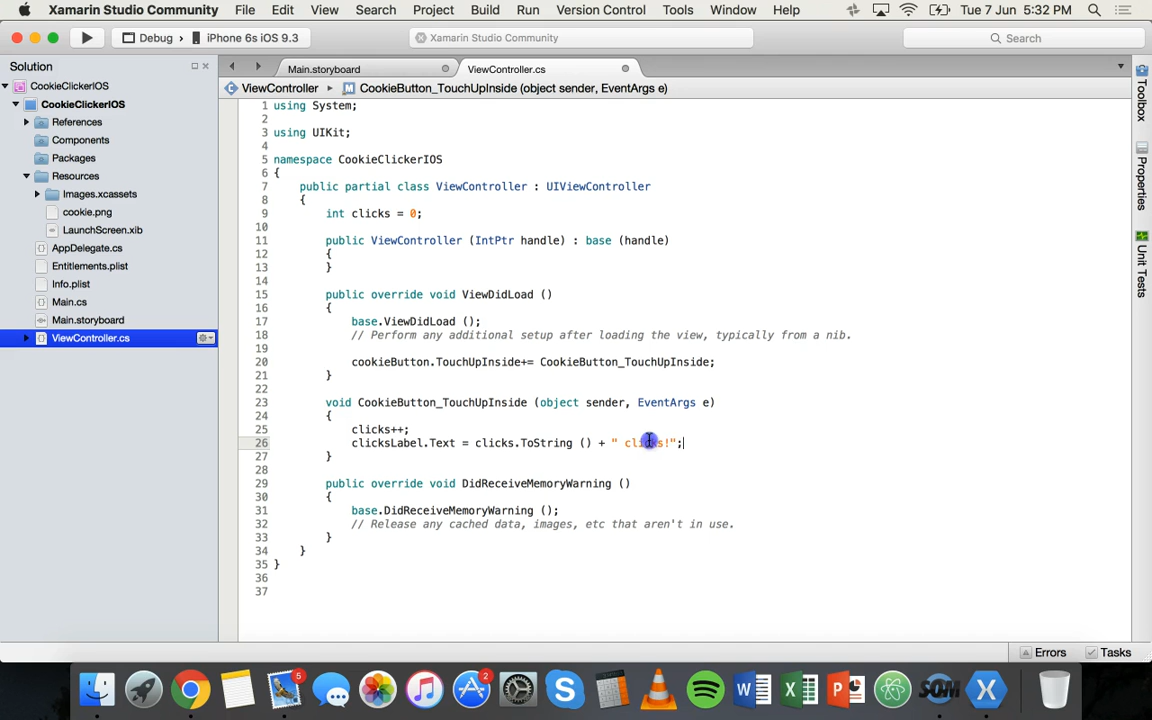 Xamarin Studio Community File Edit View Search Project Build Run Version Control Tools Window Help Tue 7 Jun 5:32 PM
Debug › iPhone 6s iOS 9.3 Xamarin Studio Community Search
Solution
CookieClickerIOS
CookieClickerIOS
References
Components
Packages
Resources
Images.xcassets
cookie.png
LaunchScreen.xib
AppDelegate.cs
Entitlements.plist
Info.plist
Main.cs
Main.storyboard
ViewController.cs
Main.storyboard ViewController.cs
ViewController CookieButton_TouchUpInside (object sender, EventArgs e)
1 using System;
2
3 using UIKit;
4
5 namespace CookieClickerIOS
6 {
7 public partial class ViewController : UIViewController
8 {
9 int clicks = 0;
10
11 public ViewController (IntPtr handle) : base (handle)
12 {
13 }
14
15 public override void ViewDidLoad ()
16 {
17 base.ViewDidLoad ();
18 // Perform any additional setup after loading the view, typically from a nib.
19
20 cookieButton.TouchUpInside+= CookieButton_TouchUpInside;
21 }
22
23 void CookieButton_TouchUpInside (object sender, EventArgs e)
24 {
25 clicks++;
26 clicksLabel.Text = clicks.ToString () + " clicks!";
27 }
28
29 public override void DidReceiveMemoryWarning ()
30 {
31 base.DidReceiveMemoryWarning ();
32 // Release any cached data, images, etc that aren't in use.
33 }
34 }
35 }
36
37
Toolbox
Properties
Unit Tests
Errors Tasks
5
2
SOM